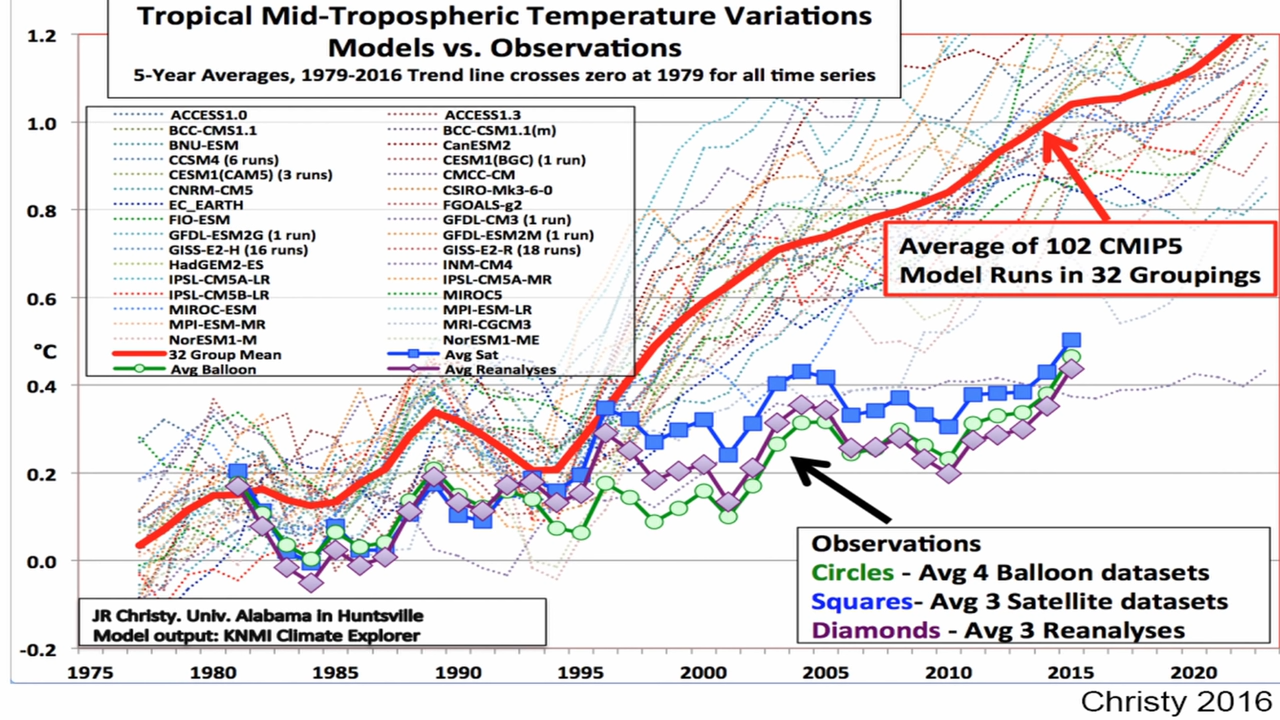 Tropical Mid-Tropospheric Temperature Variations
Models vs. Observations
5-Year Averages, 1979-2016 Trend line crosses zero at 1979 for all time series
1.2
1.0
0.8
0.6
°C
0.4
0.2
0.0
-0.2
ACCESS1.0 ACCESS1.3
BCC-CMS1.1 BCC-CSM1.1(m)
BNU-ESM CanESM2
CCSM4 (6 runs) CESM1(BGC) (1 run)
CESM1(CAM5) (3 runs) CMCC-CM
CNRM-CM5 CSIRO-Mk3-6-0
EC_EARTH FGOALS-g2
FIO-ESM GFDL-CM3 (1 run)
GFDL-ESM2G (1 run) GFDL-ESM2M (1 run)
GISS-E2-H (16 runs) GISS-E2-R (18 runs)
HadGEM2-ES INM-CM4
IPSL-CM5A-LR IPSL-CM5A-MR
IPSL-CM5B-LR MIROC5
MIROC-ESM MPI-ESM-LR
MPI-ESM-MR MRI-CGCM3
NorESM1-M NorESM1-ME
32 Group Mean Avg Sat
Avg Balloon Avg Reanalyses
Average of 102 CMIP5
Model Runs in 32 Groupings
Observations
Circles - Avg 4 Balloon datasets
Squares- Avg 3 Satellite datasets
Diamonds - Avg 3 Reanalyses
JR Christy. Univ. Alabama in Huntsville
Model output: KNMI Climate Explorer
1975 1980 1985 1990 1995 2000 2005 2010 2015 2020
Christy 2016